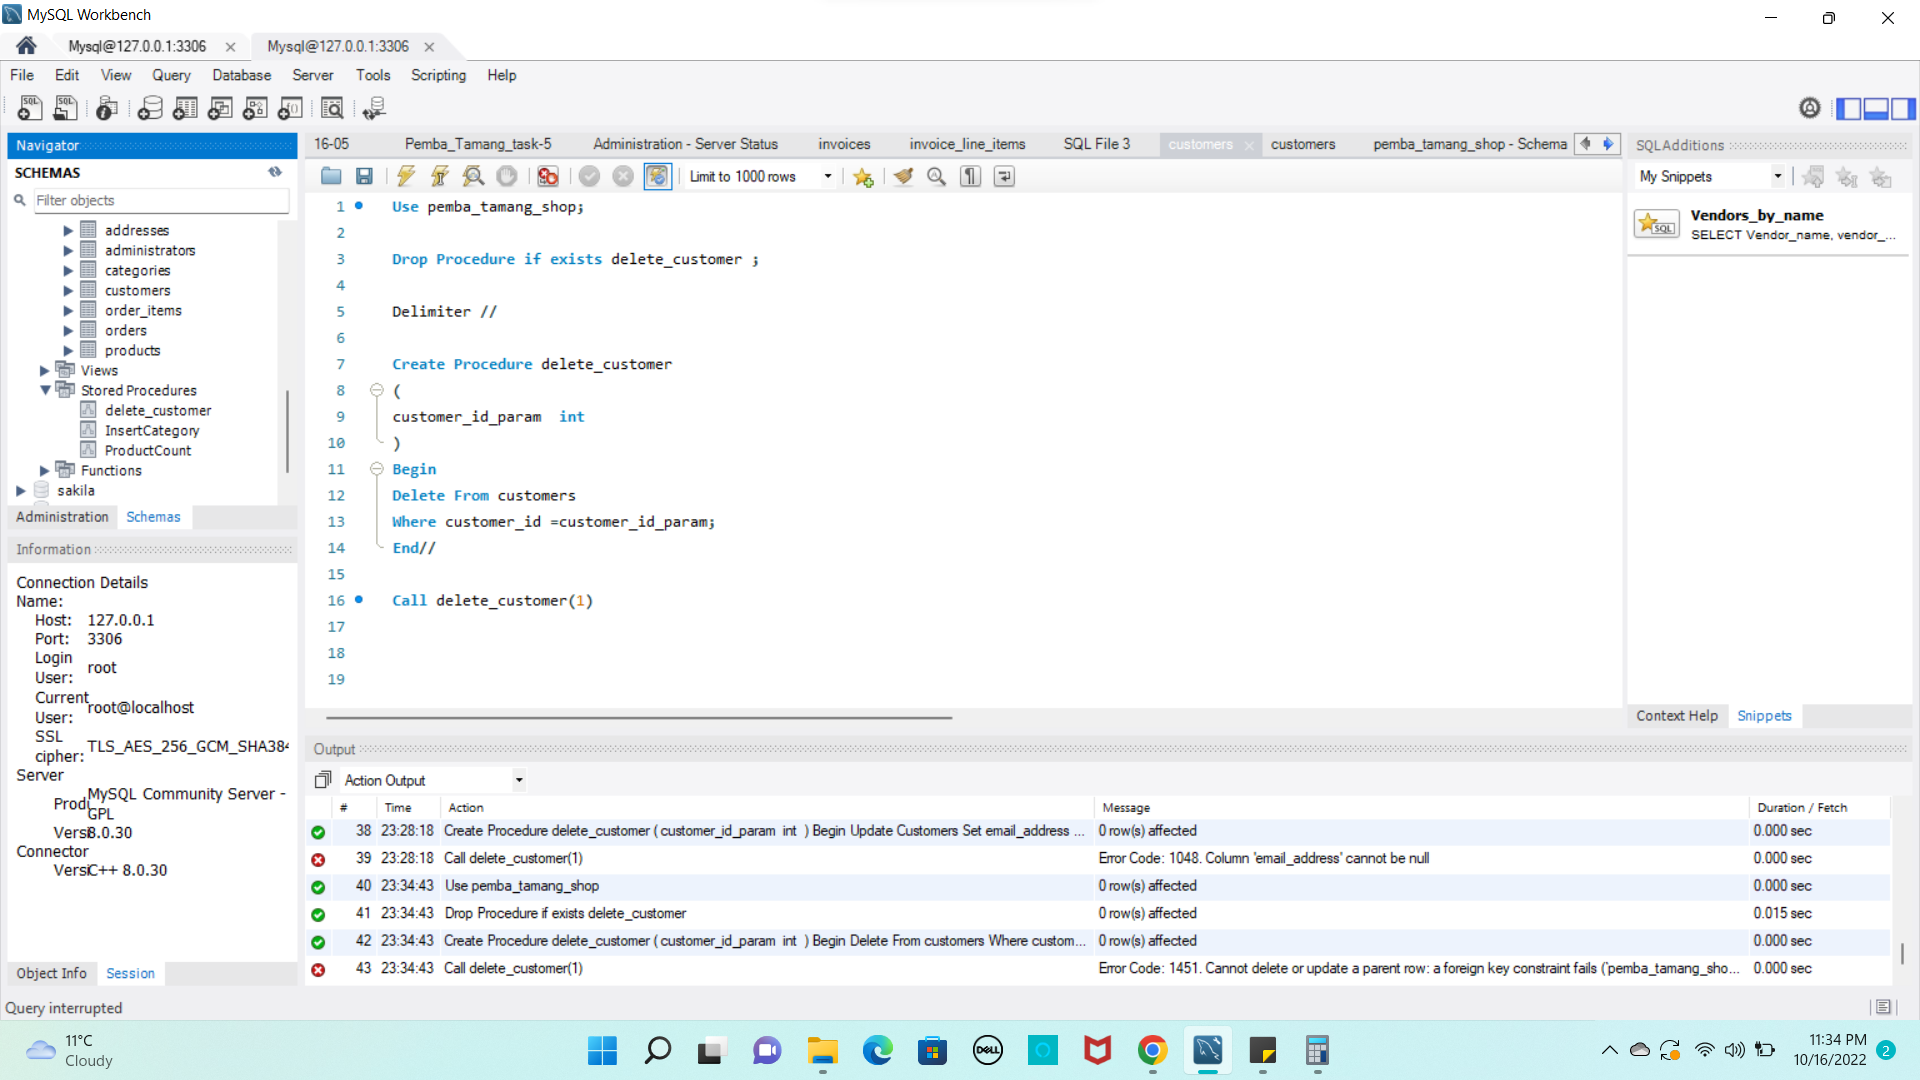 MySQL Workbench
Mysql@127.0.0.1:3306
Mysql@127.0.0.1:3306
File Edit View Query Database Server Tools Scripting Help
Navigator
SCHEMAS
Filter objects
addresses
administrators
categories
customers
order_items
orders
products
Views
Stored Procedures
delete_customer
InsertCategory
ProductCount
Functions
sakila
Administration Schemas
Information
Connection Details
Name:
Host: 127.0.0.1
Port: 3306
Login User: root
Current User: root@localhost
SSL cipher: TLS_AES_256_GCM_SHA384
Server
Produ MySQL Community Server - GPL
Versi 8.0.30
Connector
Versi C++ 8.0.30
Object Info Session
Query interrupted
16-05 Pemba_Tamang_task-5 Administration - Server Status invoices invoice_line_items SQL File 3 customers customers pemba_tamang_shop - Schema
Limit to 1000 rows
1 Use pemba_tamang_shop;
2
3 Drop Procedure if exists delete_customer ;
4
5 Delimiter //
6
7 Create Procedure delete_customer
8 (
9 customer_id_param int
10 )
11 Begin
12 Delete From customers
13 Where customer_id =customer_id_param;
14 End//
15
16 Call delete_customer(1)
17
18
19
SQLAdditions
My Snippets
SQL
Vendors_by_name
SELECT Vendor_name, vendor_...
Context Help Snippets
Output
Action Output
# Time Action Message Duration / Fetch
38 23:28:18 Create Procedure delete_customer ( customer_id_param int ) Begin Update Customers Set email_address ... 0 row(s) affected 0.000 sec
39 23:28:18 Call delete_customer(1) Error Code: 1048. Column 'email_address' cannot be null 0.000 sec
40 23:34:43 Use pemba_tamang_shop 0 row(s) affected 0.000 sec
41 23:34:43 Drop Procedure if exists delete_customer 0 row(s) affected 0.015 sec
42 23:34:43 Create Procedure delete_customer ( customer_id_param int ) Begin Delete From customers Where custom... 0 row(s) affected 0.000 sec
43 23:34:43 Call delete_customer(1) Error Code: 1451. Cannot delete or update a parent row: a foreign key constraint fails (`pemba_tamang_sho... 0.000 sec
11°C
Cloudy
DELL
11:34 PM
10/16/2022
2